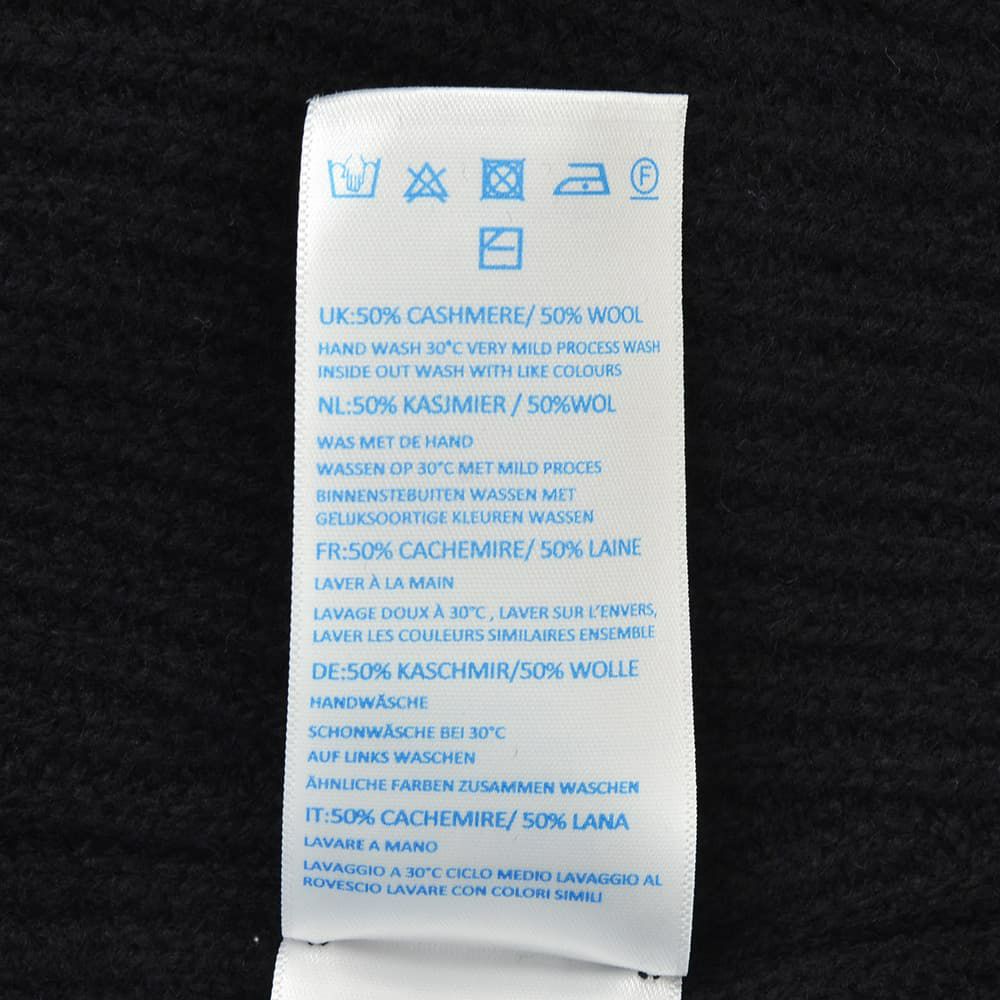 F
UK:50% CASHMERE/ 50% WOOL
HAND WASH 30°C VERY MILD PROCESS WASH
INSIDE OUT WASH WITH LIKE COLOURS
NL:50% KASJMIER / 50%WOL
WAS MET DE HAND
WASSEN OP 30°C MET MILD PROCES
BINNENSTEBUITEN WASSEN MET
GELIJKSOORTIGE KLEUREN WASSEN
FR:50% CACHEMIRE/ 50% LAINE
LAVER À LA MAIN
LAVAGE DOUX À 30°C , LAVER SUR L'ENVERS,
LAVER LES COULEURS SIMILAIRES ENSEMBLE
DE:50% KASCHMIR/50% WOLLE
HANDWÄSCHE
SCHONWÄSCHE BEI 30°C
AUF LINKS WASCHEN
ÄHNLICHE FARBEN ZUSAMMEN WASCHEN
IT:50% CACHEMIRE/ 50% LANA
LAVARE A MANO
LAVAGGIO A 30°C CICLO MEDIO LAVAGGIO AL
ROVESCIO LAVARE CON COLORI SIMILI